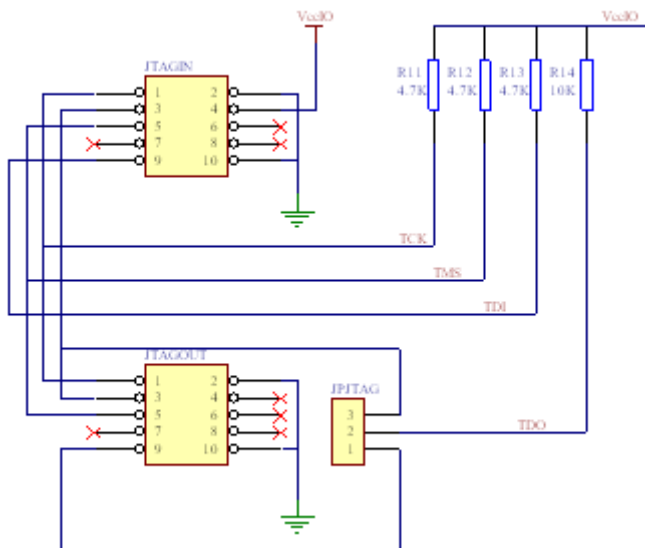 VccIO
VccIO
JTAGIN
1 2
3 4
5 6
7 8
9 10
R11
4.7K
R12
4.7K
R13
4.7K
R14
10K
TCK
TMS
TDI
JTAGOUT
1 2
3 4
5 6
7 8
9 10
JPJTAG
3
2
1
TDO